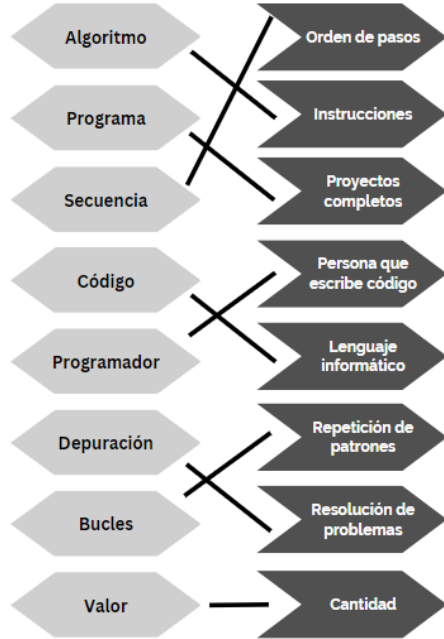 Algoritmo
Orden de pasos
Programa
Instrucciones
Secuencia
Proyectos
completos
Código
Persona que
escribe código
Programador
Lenguaje
informático
Depuración
Repetición de
patrones
Bucles
Resolución de
problemas
Valor
Cantidad